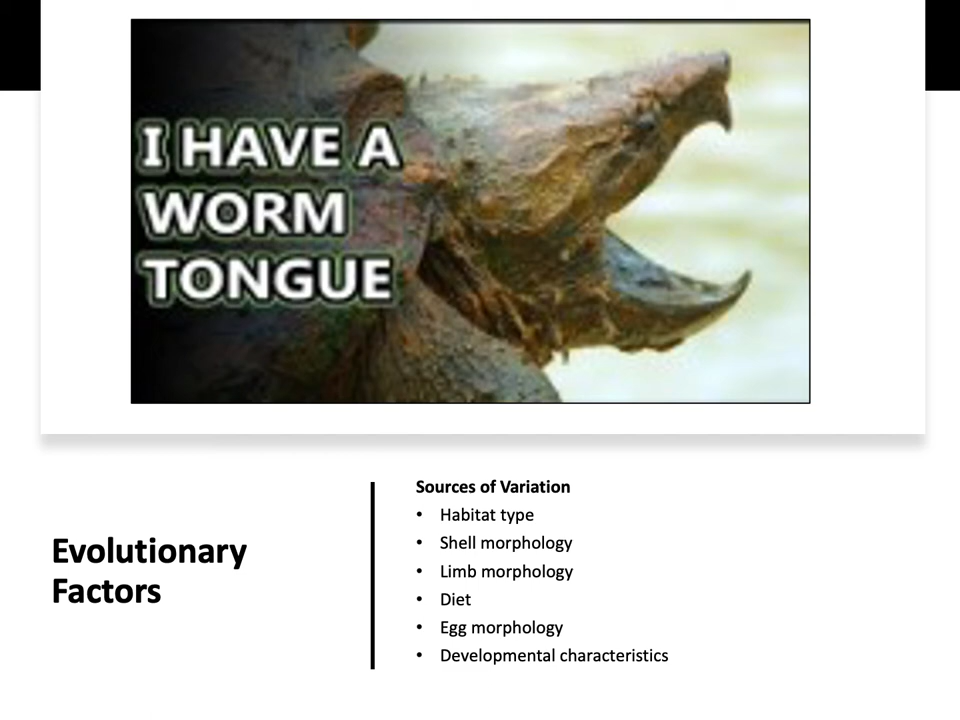 I HAVE A
WORM
TONGUE
Evolutionary
Factors
Sources of Variation
• Habitat type
• Shell morphology
• Limb morphology
• Diet
• Egg morphology
• Developmental characteristics